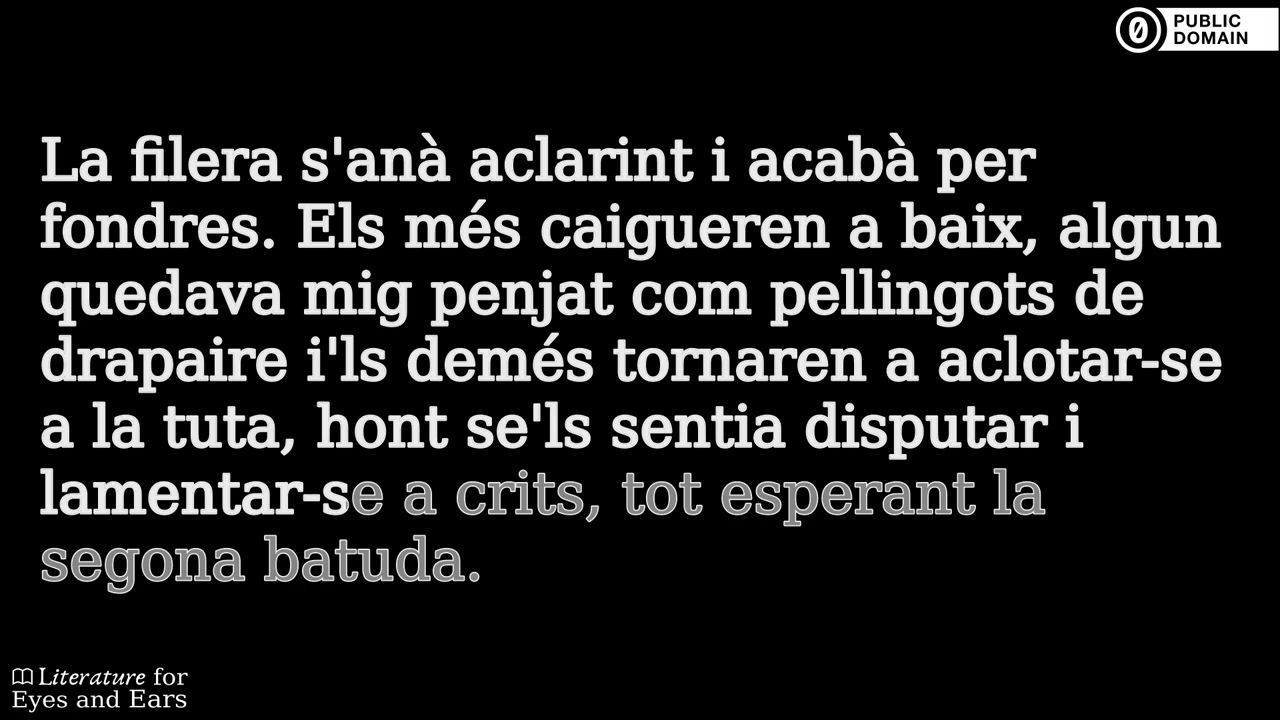 PUBLIC
DOMAIN
La filera s'anà aclarint i acabà per
fondres. Els més caigueren a baix, algun
quedava mig penjat com pellingots de
drapaire i'ls demés tornaren a aclotar-se
a la tuta, hont se'ls sentia disputar i
lamentar-se a crits, tot esperant la
segona batuda.
Literature for
Eyes and Ears